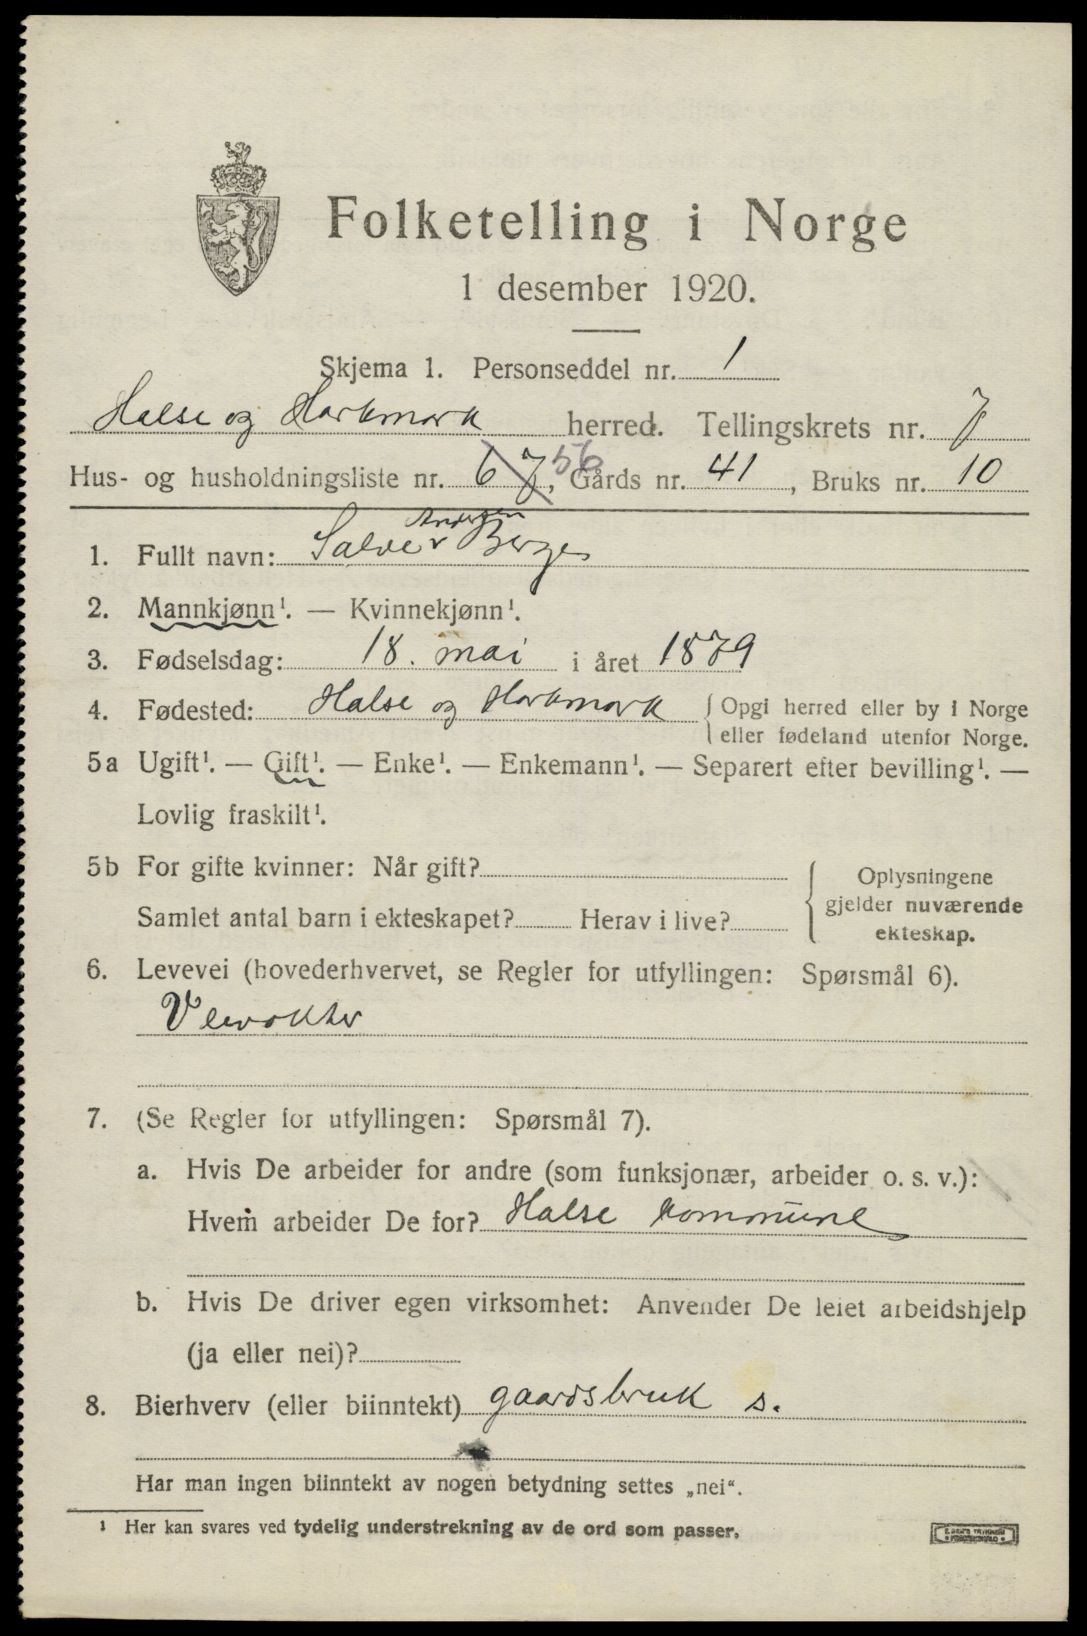 Folketelling i Norge
1 desember 1920.
Skjema 1. Personseddel nr. 1
Halse og Harkmark herred. Tellingskrets nr. 7
Hus- og husholdningsliste nr. 67, 56 Gårds nr. 41, Bruks nr. 10
Andersen
1. Fullt navn: Salve Berge
2. Mannkjønn¹. — Kvinnekjønn¹.
3. Fødselsdag: 18. mai i året 1879
4. Fødested: Halse og Harkmark { Opgi herred eller by i Norge
eller fødeland utenfor Norge.
5a Ugift¹. — Gift¹. — Enke¹. — Enkemann¹. — Separert efter bevilling¹. —
Lovlig fraskilt¹.
5b For gifte kvinner: Når gift?
Samlet antal barn i ekteskapet? Herav i live?
{ Oplysningene
gjelder nuværende
ekteskap.
6. Levevei (hovederhvervet, se Regler for utfyllingen: Spørsmål 6).
Veivokter
7. (Se Regler for utfyllingen: Spørsmål 7).
a. Hvis De arbeider for andre (som funksjonær, arbeider o. s. v.):
Hvem arbeider De for? Halse kommune
b. Hvis De driver egen virksomhet: Anvender De leiet arbeidshjelp
(ja eller nei)?
8. Bierhverv (eller biinntekt) gaardsbruk s.
Har man ingen biinntekt av nogen betydning settes „nei“.
¹ Her kan svares ved tydelig understrekning av de ord som passer.